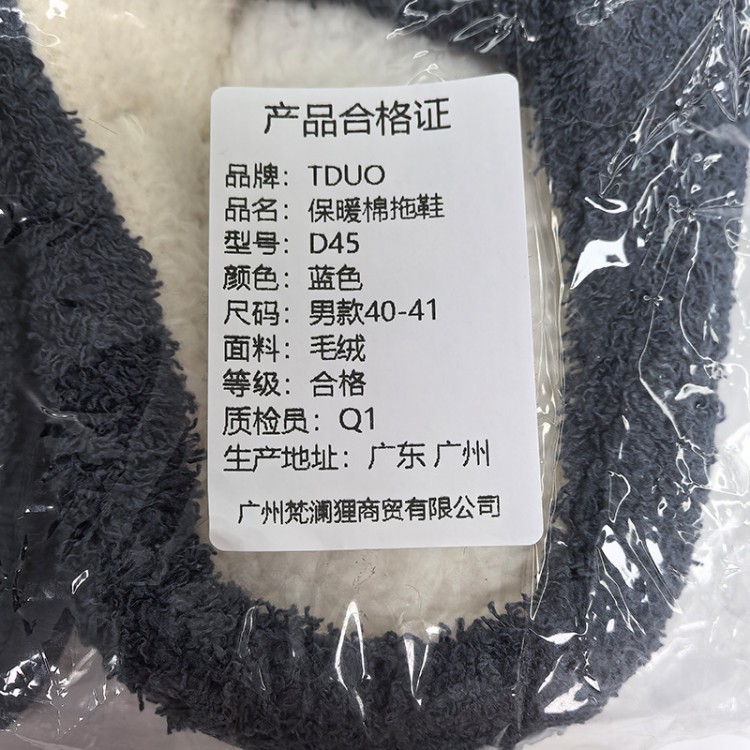 产品合格证
品牌：TDUO
品名：保暖棉拖鞋
型号：D45
颜色：蓝色
尺码：男款40-41
面料：毛绒
等级：合格
质检员：Q1
生产地址：广东 广州
广州梵澜狸商贸有限公司